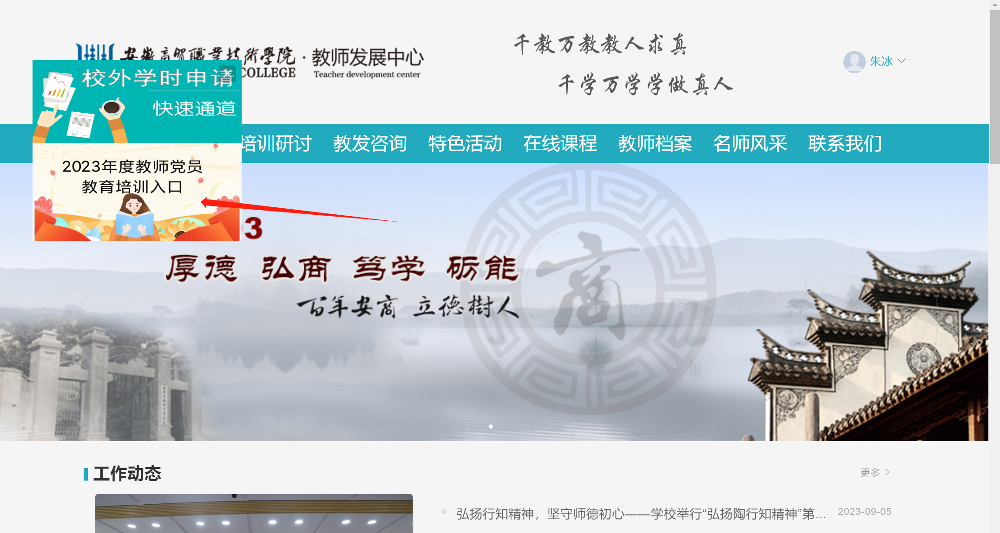 安徽商贸職業技術學院·教师发展中心
COLLEGE Teacher development center
千教万教教人求真
千学万学学做真人
朱冰
校外学时申请
快速通道
培训研讨 教发咨询 特色活动 在线课程 教师档案 名师风采 联系我们
2023年度教师党员
教育培训入口
3
厚德 弘商 笃学 砺能
百年安商 立德樹人
商
工作动态
更多
弘扬行知精神，坚守师德初心——学校举行“弘扬陶行知精神”第... 2023-09-05